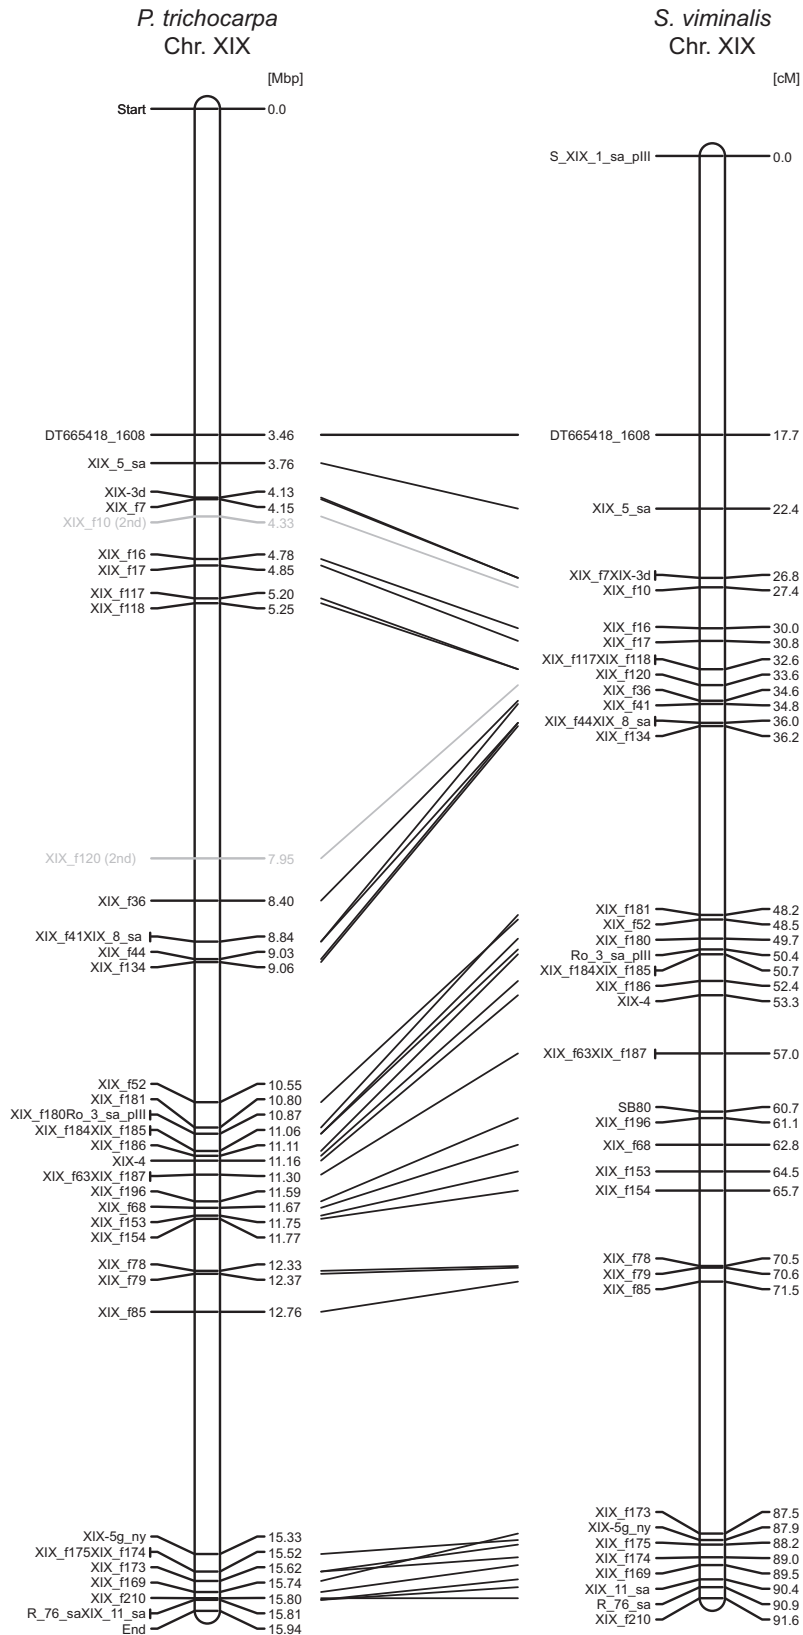 P. trichocarpa
Chr. XIX
[Mbp]
Start 0.0
DT665418_1608 3.46
XIX_5_sa 3.76
XIX-3d 4.13
XIX_f7 4.15
XIX_f10 (2nd) 4.33
XIX_f16 4.78
XIX_f17 4.85
XIX_f117 5.20
XIX_f118 5.25
XIX_f120 (2nd) 7.95
XIX_f36 8.40
XIX_f41XIX_8_sa 8.84
XIX_f44 9.03
XIX_f134 9.06
XIX_f52 10.55
XIX_f181 10.80
XIX_f180Ro_3_sa_pIII 10.87
XIX_f184XIX_f185 11.06
XIX_f186 11.11
XIX-4 11.16
XIX_f63XIX_f187 11.30
XIX_f196 11.59
XIX_f68 11.67
XIX_f153 11.75
XIX_f154 11.77
XIX_f78 12.33
XIX_f79 12.37
XIX_f85 12.76
XIX-5g_ny 15.33
XIX_f175XIX_f174 15.52
XIX_f173 15.62
XIX_f169 15.74
XIX_f210 15.80
R_76_saXIX_11_sa 15.81
End 15.94
S. viminalis
Chr. XIX
[cM]
S_XIX_1_sa_pIII 0.0
DT665418_1608 17.7
XIX_5_sa 22.4
XIX_f7XIX-3d 26.8
XIX_f10 27.4
XIX_f16 30.0
XIX_f17 30.8
XIX_f117XIX_f118 32.6
XIX_f120 33.6
XIX_f36 34.6
XIX_f41 34.8
XIX_f44XIX_8_sa 36.0
XIX_f134 36.2
XIX_f181 48.2
XIX_f52 48.5
XIX_f180 49.7
Ro_3_sa_pIII 50.4
XIX_f184XIX_f185 50.7
XIX_f186 52.4
XIX-4 53.3
XIX_f63XIX_f187 57.0
SB80 60.7
XIX_f196 61.1
XIX_f68 62.8
XIX_f153 64.5
XIX_f154 65.7
XIX_f78 70.5
XIX_f79 70.6
XIX_f85 71.5
XIX_f173 87.5
XIX-5g_ny 87.9
XIX_f175 88.2
XIX_f174 89.0
XIX_f169 89.5
XIX_11_sa 90.4
R_76_sa 90.9
XIX_f210 91.6